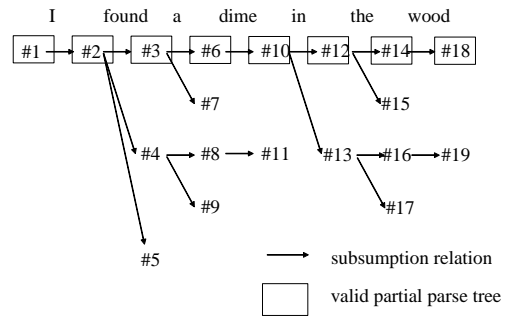 I found a dime in the wood
#1 #2 #3 #6 #10 #12 #14 #18
#7 #15
#4 #8 #11 #13 #16 #19
#9 #17
#5
subsumption relation
valid partial parse tree